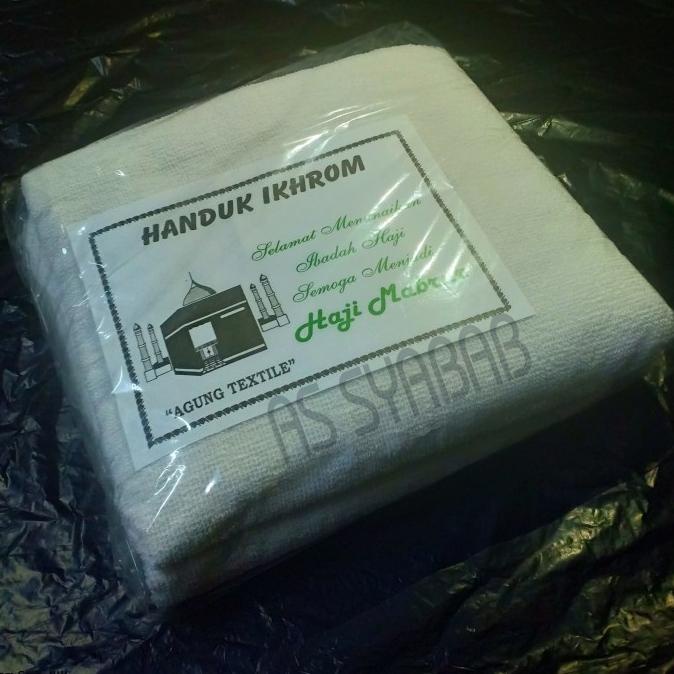 HANDUK IKHROM
Selamat Menunaikan
Ibadah Haji
Semoga Menjadi
Haji Mabrur
"AGUNG TEXTILE"
AS SYABAB